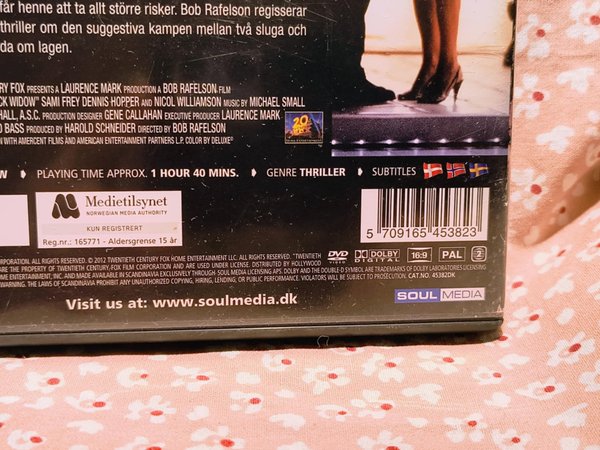 får henne att ta allt större risker. Bob Rafelson regisserar
thriller om den suggestiva kampen mellan två sluga och
da om lagen.
RY FOX PRESENTS A LAURENCE MARK PRODUCTION A BOB RAFELSON FILM
CK WIDOW" SAMI FREY DENNIS HOPPER AND NICOL WILLIAMSON MUSIC BY MICHAEL SMALL
HALL, A.S.C. PRODUCTION DESIGNER GENE CALLAHAN EXECUTIVE PRODUCER LAURENCE MARK
D BASS PRODUCED BY HAROLD SCHNEIDER DIRECTED BY BOB RAFELSON
ON WITH AMERCENT FILMS AND AMERICAN ENTERTAINMENT PARTNERS L.P. COLOR BY DELUXE®
20
FOX
W ▸ PLAYING TIME APPROX. 1 HOUR 40 MINS. ▸ GENRE THRILLER ▸ SUBTITLES
Medietilsynet
NORWEGIAN MEDIA AUTHORITY
KUN REGISTRERT
Reg.nr.: 165771 - Aldersgrense 15 år
5 709165 453823
DVD
VIDEO
DOLBY
DIGITAL
16:9
PAL
2
ORPORATION. ALL RIGHTS RESERVED. © 2012 TWENTIETH CENTURY FOX HOME ENTERTAINMENT LLC. ALL RIGHTS RESERVED. "TWENTIETH
ARE THE PROPERTY OF TWENTIETH CENTURY FOX FILM CORPORATION AND ARE USED UNDER LICENSE. DISTRIBUTED BY HOLLYWOOD
OME ENTERTAINMENT, INC. AND MADE AVAILABLE IN SCANDINAVIA EXCLUSIVELY THROUGH SOUL MEDIA LICENSING APS. DOLBY AND THE DOUBLE-D SYMBOL ARE TRADEMARKS OF DOLBY LABORATORIES LICENSING
WARNING. THE LAWS OF SCANDINAVIA PROHIBIT ANY UNAUTHORIZED COPYING, HIRING, LENDING, OR PUBLIC PERFORMANCE. VIOLATORS WILL BE SUBJECT TO PROSECUTION. CAT.NO. 45382DK
Visit us at: www.soulmedia.dk
SOUL MEDIA